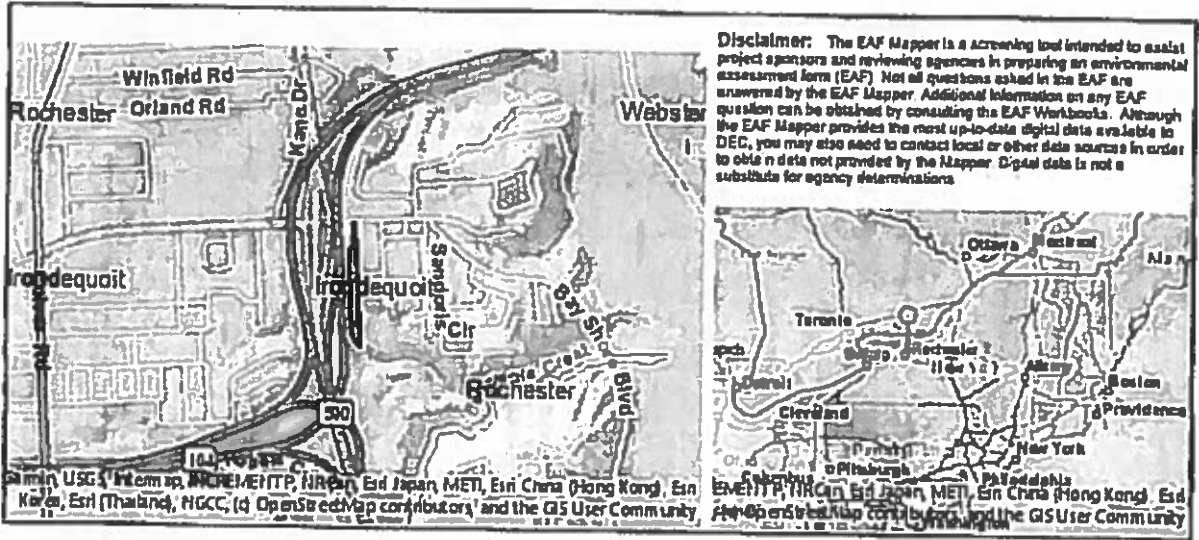 Winfield Rd
Rochester
Orland Rd
Kane Dr
Webster
Irondequoit
Irondequoit
Sanpolis
Cir
Bay Sh
Blvd
Crest
Rochester
590
104
Garmin, USGS, Intermap, INCREMENT P, NRCan, Esri Japan, METI, Esri China (Hong Kong), Esri
Korea, Esri (Thailand), NGCC, (c) OpenStreetMap contributors, and the GIS User Community
Disclaimer: The EAF Mapper is a screening tool intended to assist
project sponsors and reviewing agencies in preparing an environmental
assessment form (EAF). Not all questions asked in the EAF are
answered by the EAF Mapper. Additional information on any EAF
question can be obtained by consulting the EAF Workbooks. Although
the EAF Mapper provides the most up-to-date digital data available to
DEC, you may also need to contact local or other data sources in order
to obtain data not provided by the Mapper. Digital data is not a
substitute for agency determinations.
Ottawa
Montreal
Toronto
Rochester
Detroit
Albany
Boston
Providence
Cleveland
New York
Pittsburgh
Philadelphia
Columbus
EMENT P, NRCan, Esri Japan, METI, Esri China (Hong Kong), Esri
OpenStreetMap contributors, and the GIS User Community